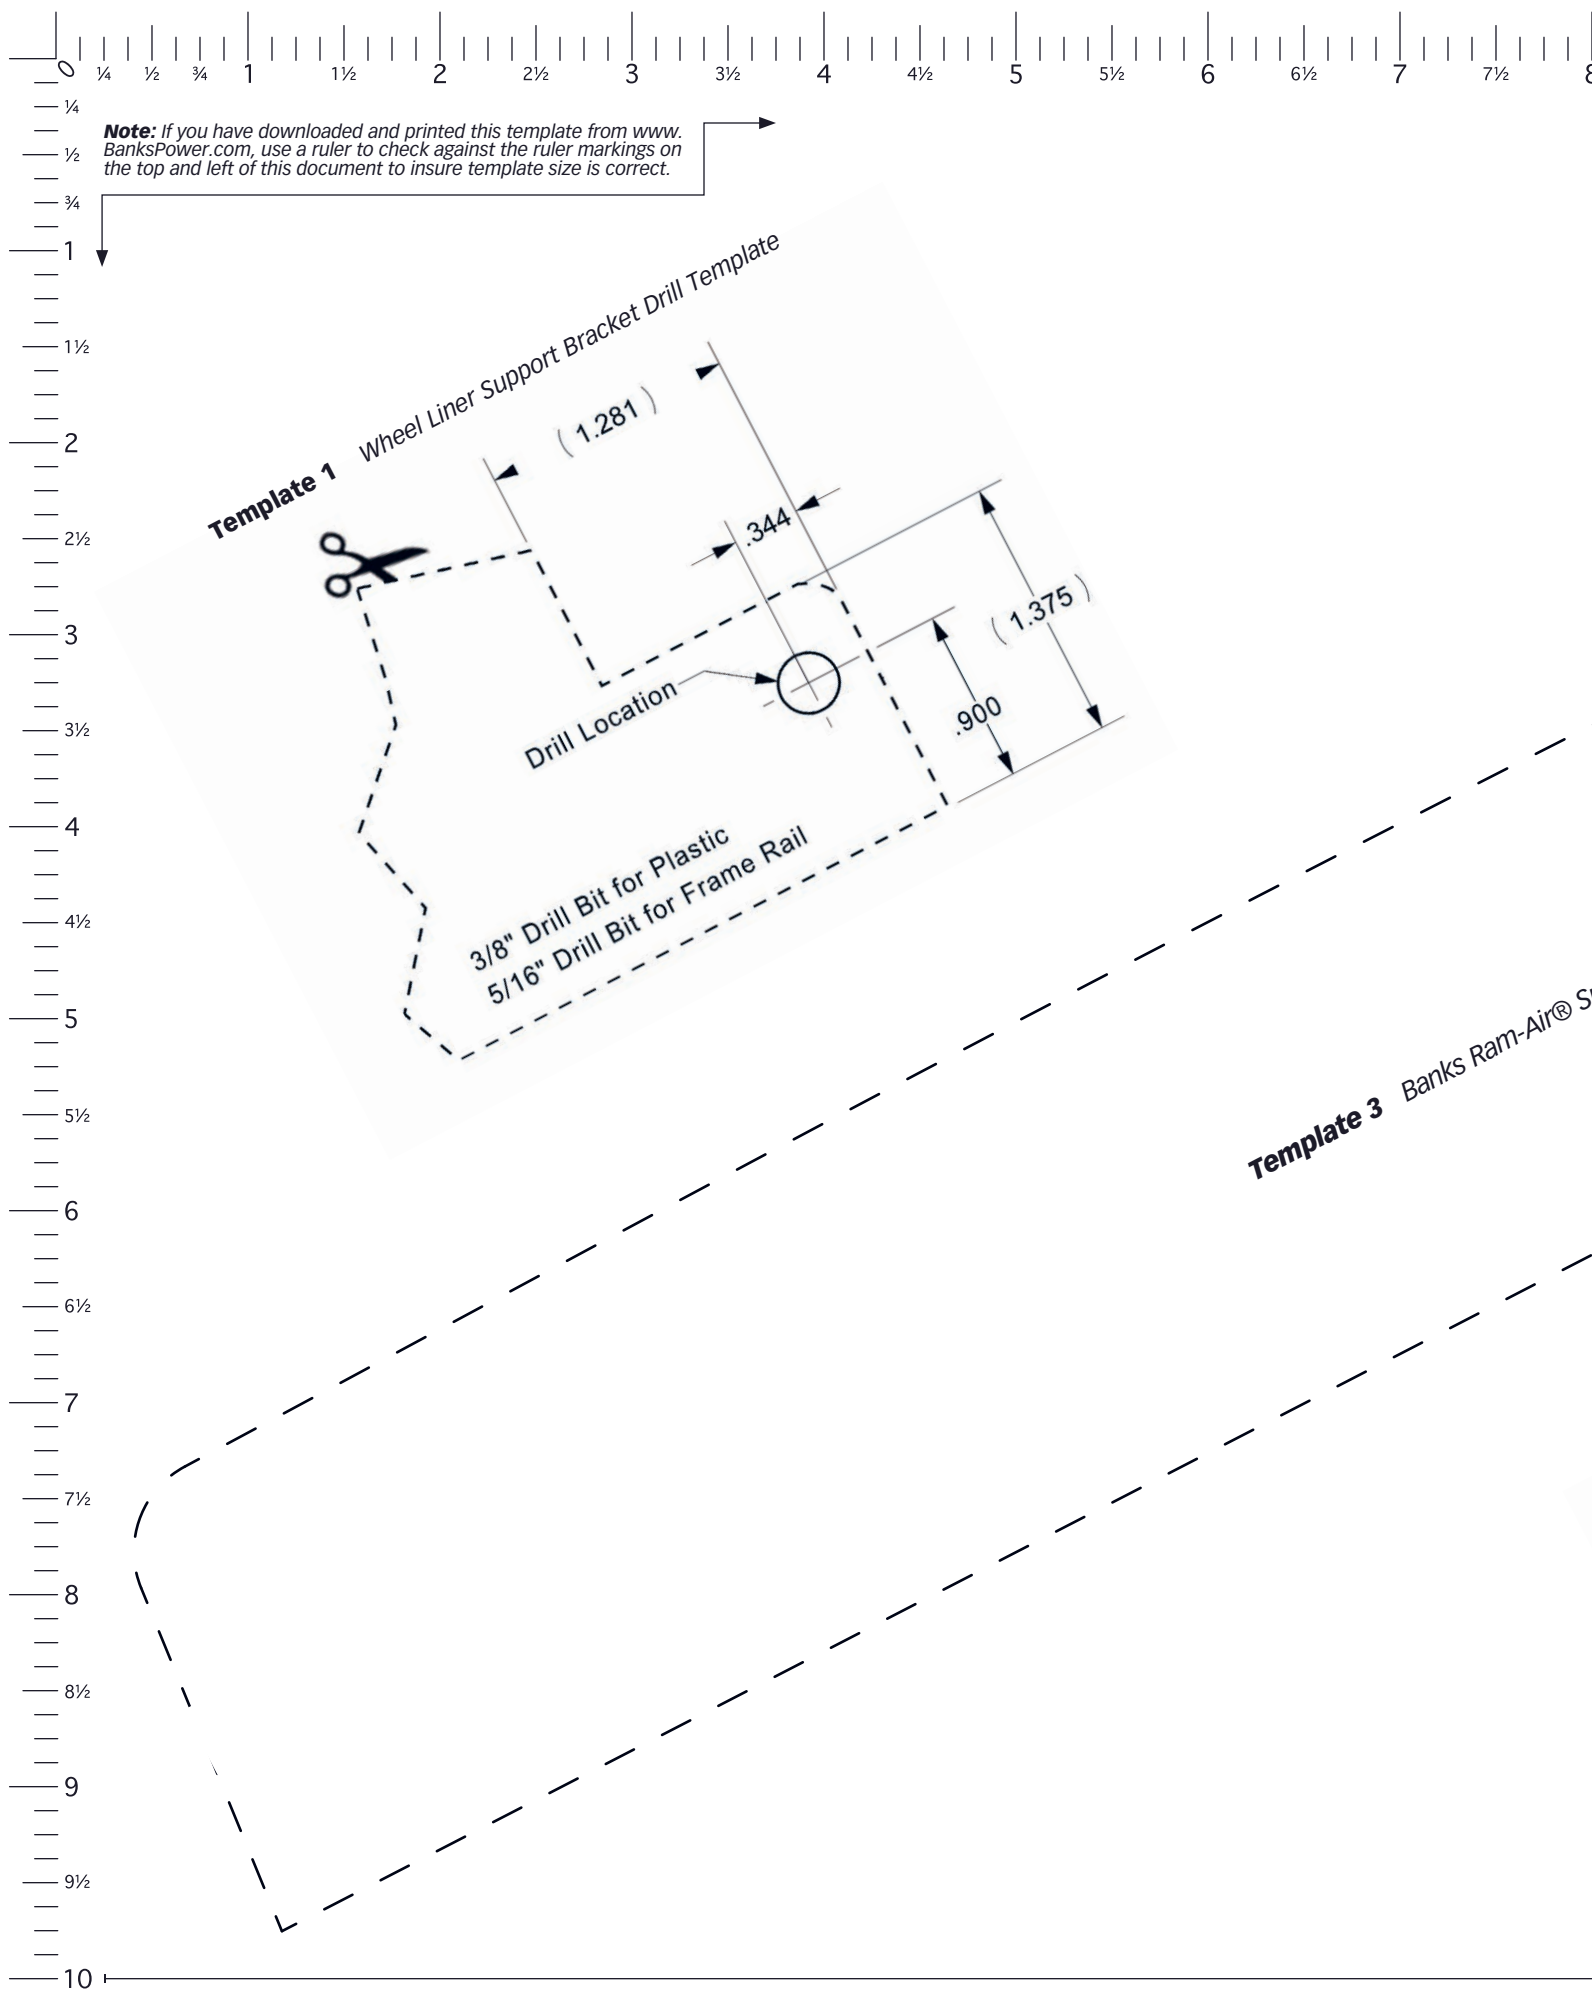 0 ¼ ½ ¾ 1 1½ 2 2½ 3 3½ 4 4½ 5 5½ 6 6½ 7 7½ 8
¼
½
¾
1
1½
2
2½
3
3½
4
4½
5
5½
6
6½
7
7½
8
8½
9
9½
10
Note: If you have downloaded and printed this template from www.
BanksPower.com, use a ruler to check against the ruler markings on
the top and left of this document to insure template size is correct.
Template 1 Wheel Liner Support Bracket Drill Template
(1.281)
.344
(1.375)
.900
Drill Location
3/8" Drill Bit for Plastic
5/16" Drill Bit for Frame Rail
Template 3 Banks Ram-Air®